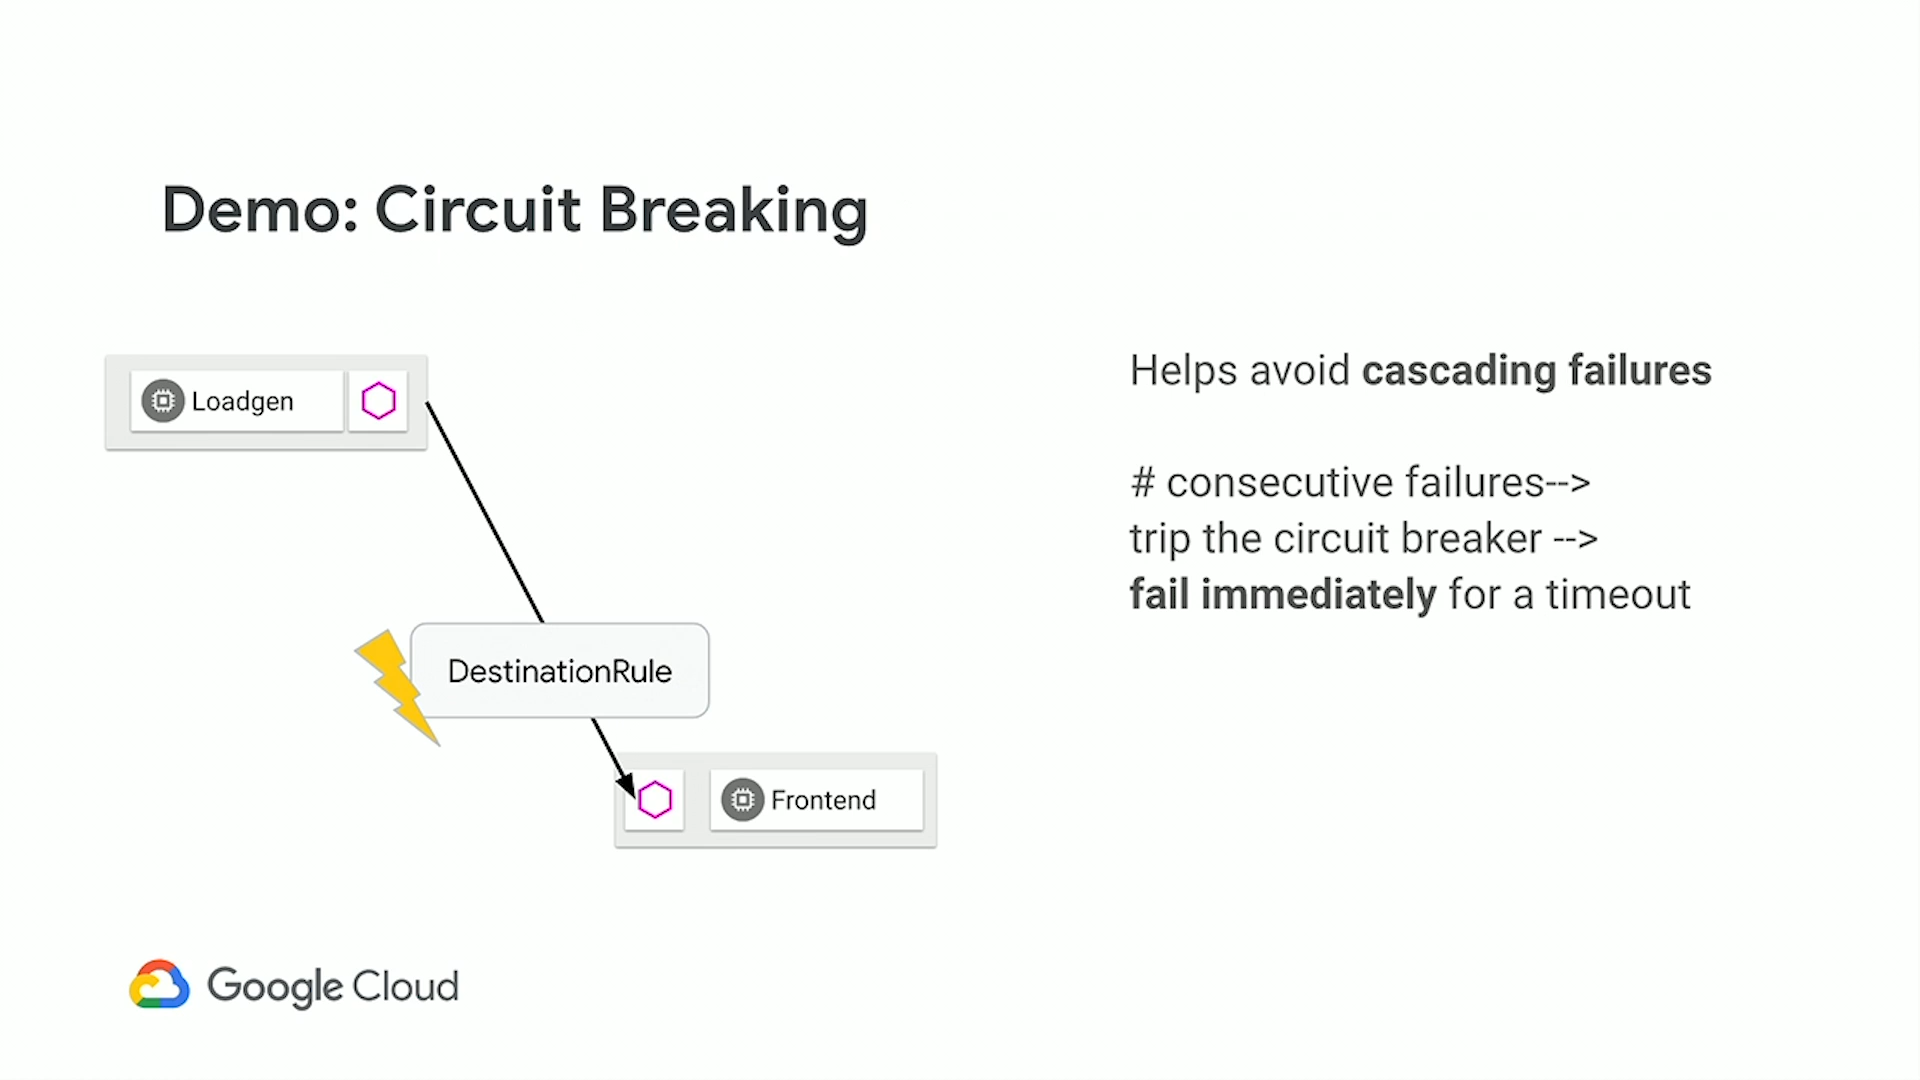 Demo: Circuit Breaking
Loadgen
DestinationRule
Frontend
Helps avoid cascading failures
# consecutive failures-->
trip the circuit breaker -->
fail immediately for a timeout
Google Cloud